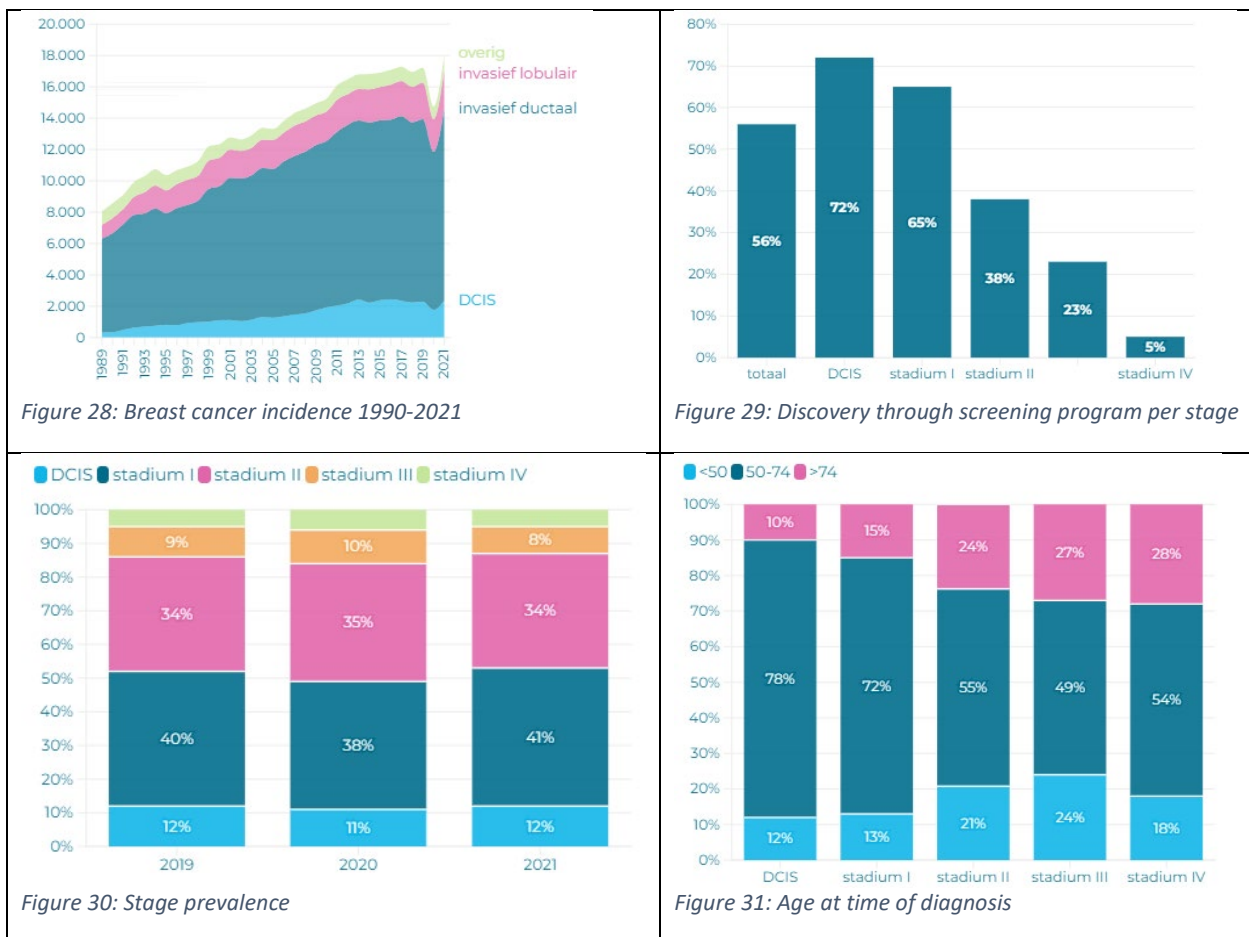 20.000
18.000
16.000
14.000
12.000
10.000
8.000
6.000
4.000
2.000
0
overig
invasief lobulair
invasief ductaal
DCIS
1989 1991 1993 1995 1997 1999 2001 2003 2005 2007 2009 2011 2013 2015 2017 2019 2021
Figure 28: Breast cancer incidence 1990-2021
80%
70%
60%
50%
40%
30%
20%
10%
0%
56%
72%
65%
38%
23%
5%
totaal DCIS stadium I stadium II stadium IV
Figure 29: Discovery through screening program per stage
DCIS stadium I stadium II stadium III stadium IV
100%
90%
80%
70%
60%
50%
40%
30%
20%
10%
0%
9% 10% 8%
34% 35% 34%
40% 38% 41%
12% 11% 12%
2019 2020 2021
Figure 30: Stage prevalence
<50 50-74 >74
100%
90%
80%
70%
60%
50%
40%
30%
20%
10%
0%
10% 15% 24% 27% 28%
78% 72% 55% 49% 54%
12% 13% 21% 24% 18%
DCIS stadium I stadium II stadium III stadium IV
Figure 31: Age at time of diagnosis